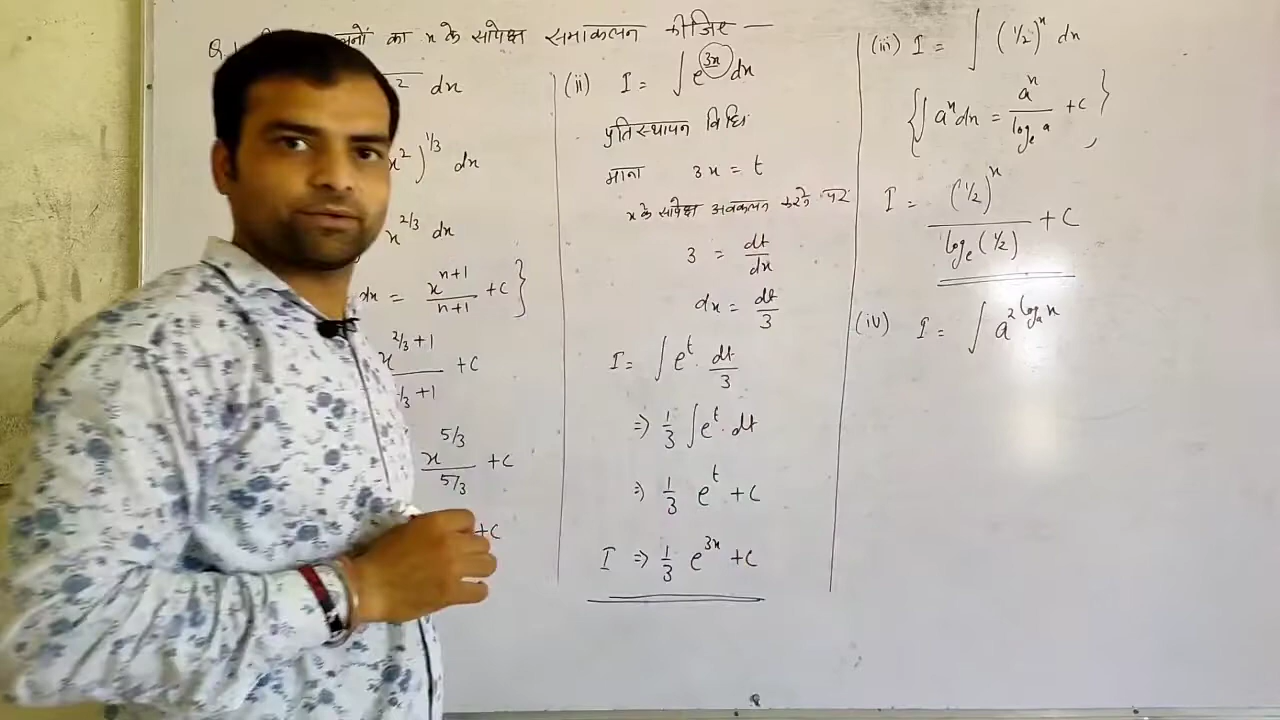 का x के सापेक्ष समाकलन कीजिए —
2 dx
x²)^1/3 dx
x^2/3 dx
dx = x^n+1/n+1 + c }
x^2/3+1 / /3+1 + c
x^5/3 / 5/3 + c
+ c
(ii) I = ∫ e^3x dx
प्रतिस्थापन विधि
माना 3x = t
x के सापेक्ष अवकलन करने पर
3 = dt/dx
dx = dt/3
I = ∫ e^t · dt/3
⇒ 1/3 ∫ e^t · dt
⇒ 1/3 e^t + c
I ⇒ 1/3 e^3x + c
(iii) I = ∫ (1/2)^x dx
{ ∫ a^x dx = a^x / log_e a + c }
I = (1/2)^x / log_e (1/2) + c
(iv) I = ∫ a^2 log_a x